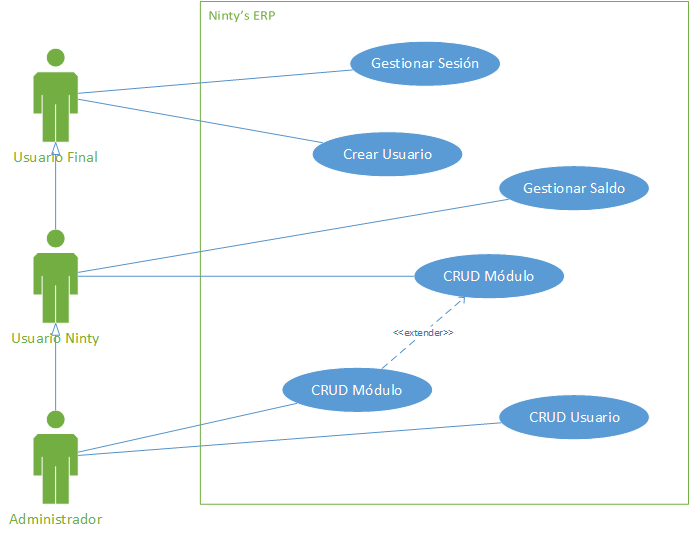 Ninty's ERP
Gestionar Sesión
Usuario Final
Crear Usuario
Gestionar Saldo
CRUD Módulo
Usuario Ninty
<<extender>>
CRUD Módulo
CRUD Usuario
Administrador